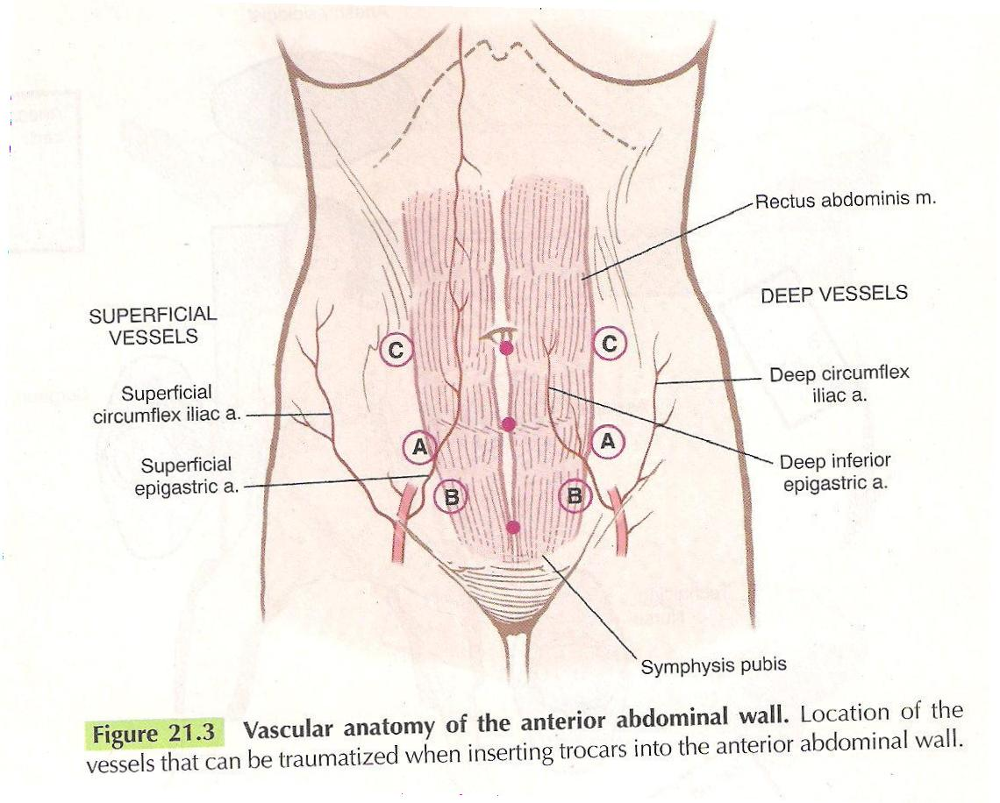 Rectus abdominis m.
SUPERFICIAL
VESSELS
DEEP VESSELS
C
C
Superficial
circumflex iliac a.
Deep circumflex
iliac a.
A
A
Superficial
epigastric a.
Deep inferior
epigastric a.
B
B
Symphysis pubis
Figure 21.3 Vascular anatomy of the anterior abdominal wall. Location of the
vessels that can be traumatized when inserting trocars into the anterior abdominal wall.